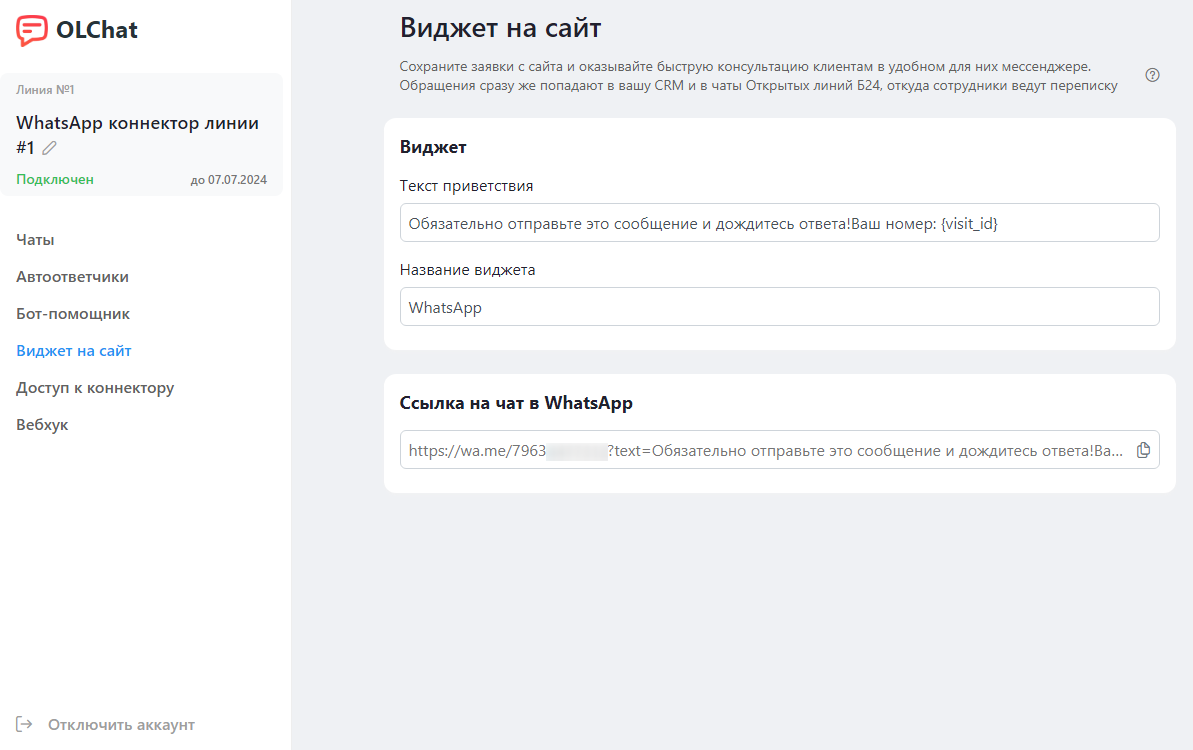 OLChat
Линия №1
WhatsApp коннектор линии
#1
Подключен
до 07.07.2024
Чаты
Автоответчики
Бот-помощник
Виджет на сайт
Доступ к коннектору
Вебхук
Отключить аккаунт
Виджет на сайт
Сохраните заявки с сайта и оказывайте быструю консультацию клиентам в удобном для них мессенджере.
Обращения сразу же попадают в вашу CRM и в чаты Открытых линий Б24, откуда сотрудники ведут переписку
?
Виджет
Текст приветствия
Обязательно отправьте это сообщение и дождитесь ответа!Ваш номер: {visit_id}
Название виджета
WhatsApp
Ссылка на чат в WhatsApp
https://wa.me/7963 ?text=Обязательно отправьте это сообщение и дождитесь ответа!Ва...